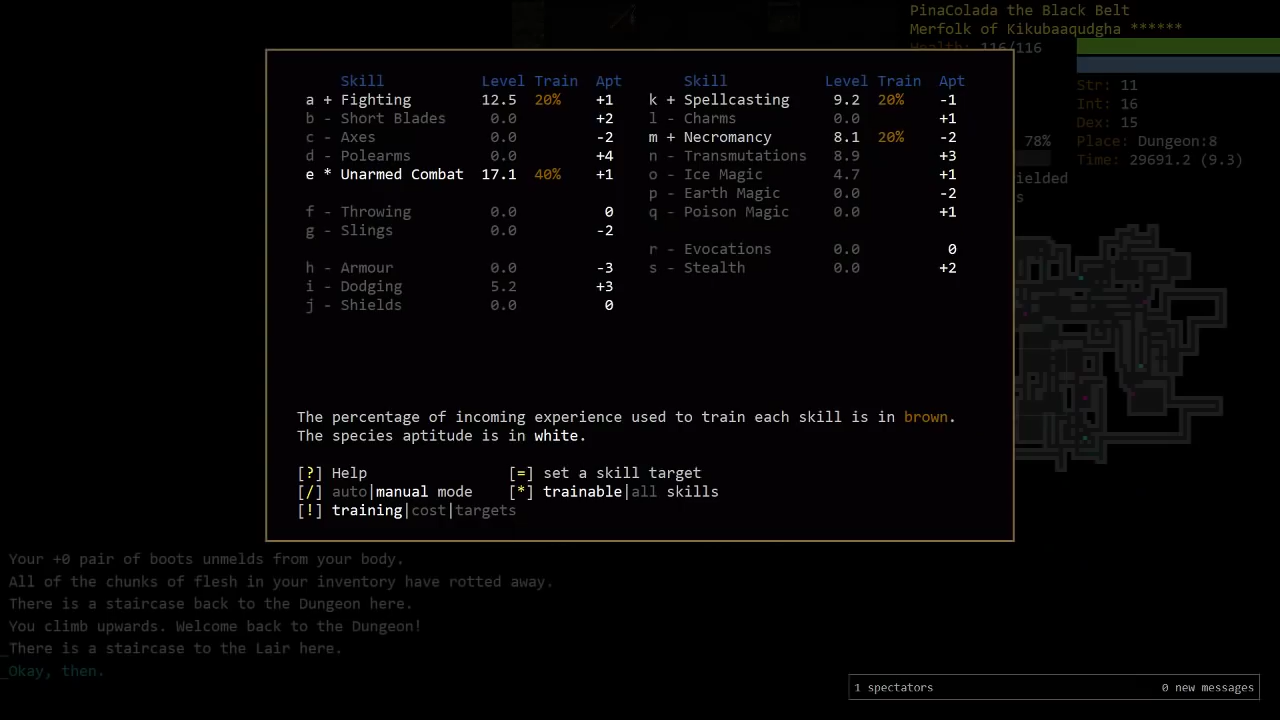 PinaColada the Black Belt
Merfolk of Kikubaaqudgha ******
Health: 116/116
Str: 11
Int: 16
Dex: 15
78% Place: Dungeon:8
Time: 29691.2 (9.3)
ielded
s
Skill Level Train Apt Skill Level Train Apt
a + Fighting 12.5 20% +1 k + Spellcasting 9.2 20% -1
b - Short Blades 0.0 +2 l - Charms 0.0 +1
c - Axes 0.0 -2 m + Necromancy 8.1 20% -2
d - Polearms 0.0 +4 n - Transmutations 8.9 +3
e * Unarmed Combat 17.1 40% +1 o - Ice Magic 4.7 +1
p - Earth Magic 0.0 -2
f - Throwing 0.0 0 q - Poison Magic 0.0 +1
g - Slings 0.0 -2
r - Evocations 0.0 0
h - Armour 0.0 -3 s - Stealth 0.0 +2
i - Dodging 5.2 +3
j - Shields 0.0 0
The percentage of incoming experience used to train each skill is in brown.
The species aptitude is in white.
[?] Help [=] set a skill target
[/] auto|manual mode [*] trainable|all skills
[!] training|cost|targets
Your +0 pair of boots unmelds from your body.
All of the chunks of flesh in your inventory have rotted away.
There is a staircase back to the Dungeon here.
You climb upwards. Welcome back to the Dungeon!
_There is a staircase to the Lair here.
_Okay, then.
1 spectators 0 new messages